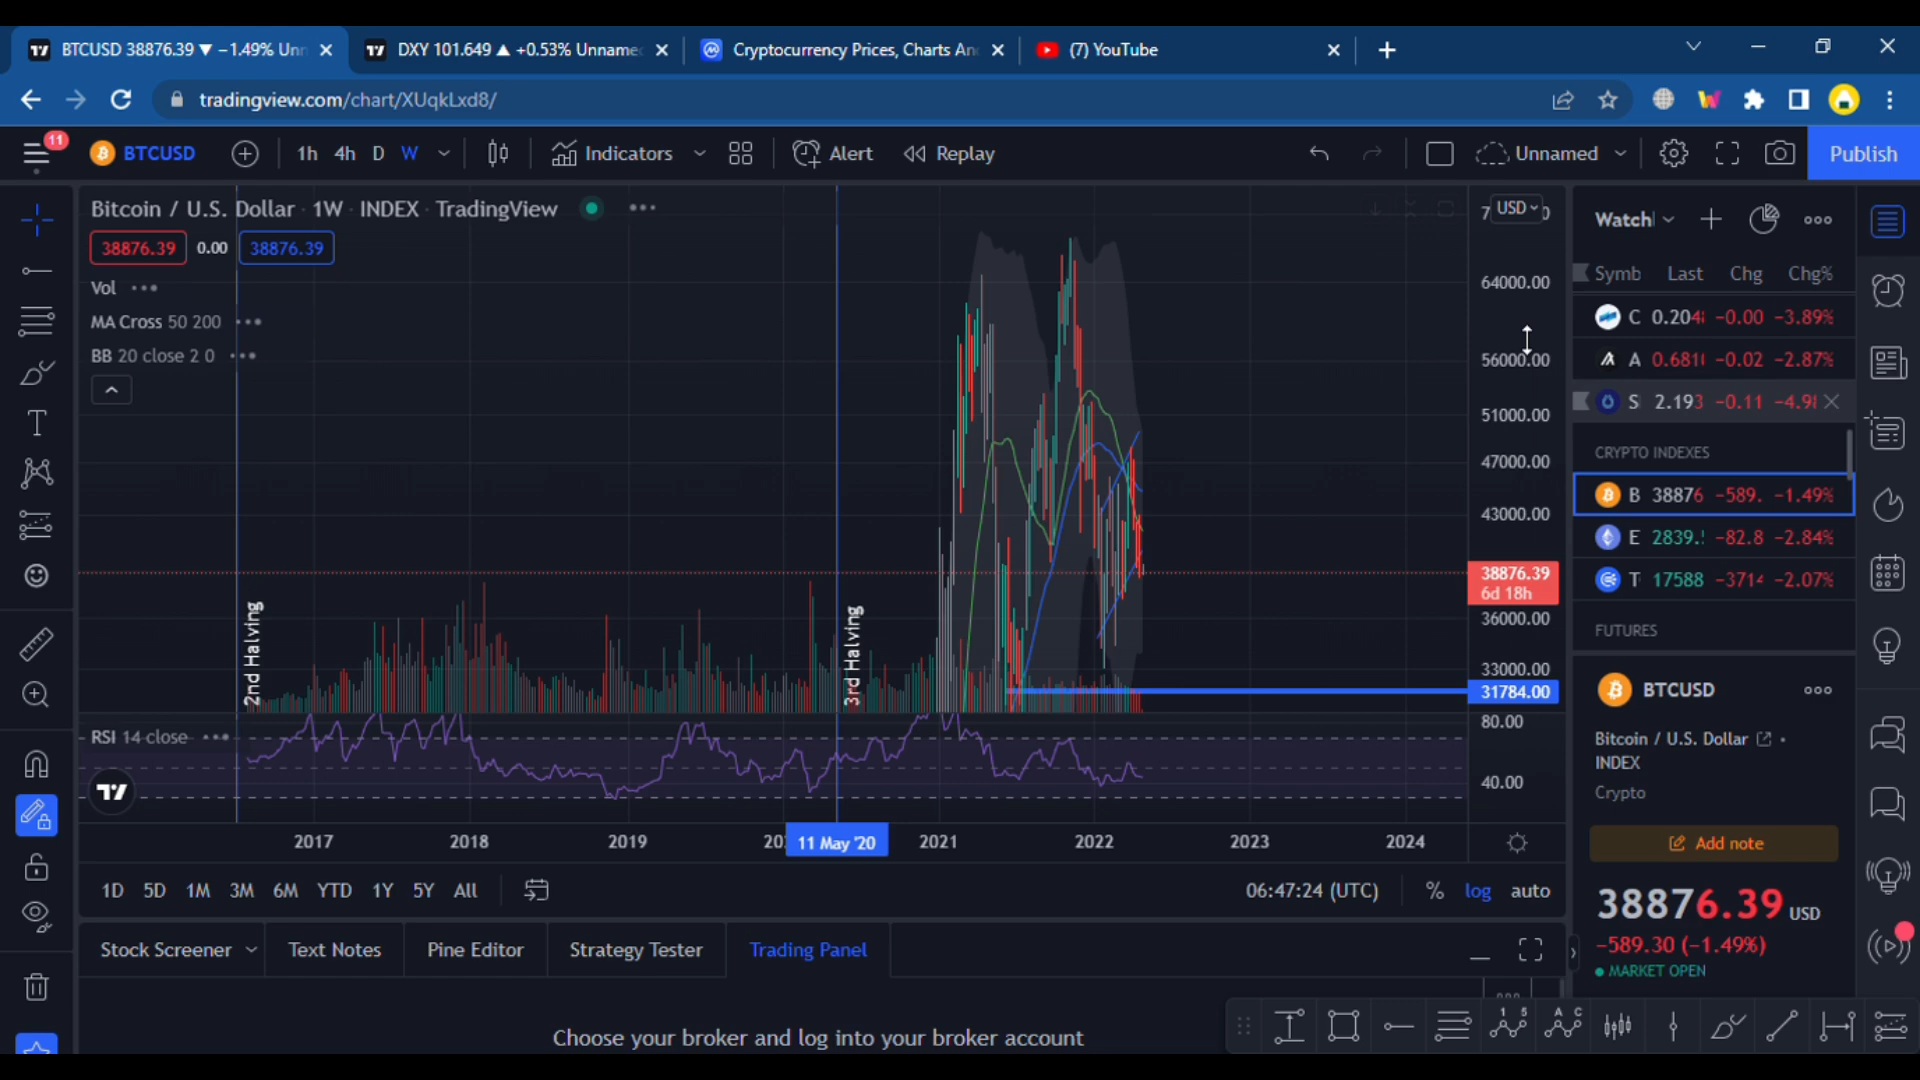 BTCUSD 38876.39 ▼ −1.49% Unn
DXY 101.649 ▲ +0.53% Unname
Cryptocurrency Prices, Charts An
(7) YouTube
tradingview.com/chart/XUqkLxd8/
11
BTCUSD
1h 4h D W
Indicators
Alert
Replay
Unnamed
Publish
Bitcoin / U.S. Dollar · 1W · INDEX · TradingView
38876.39 0.00 38876.39
Vol
MA Cross 50 200
BB 20 close 2 0
USD
64000.00
56000.00
51000.00
47000.00
43000.00
38876.39
6d 18h
36000.00
33000.00
31784.00
2nd Halving
3rd Halving
RSI 14 close
80.00
40.00
2017 2018 2019 11 May '20 2021 2022 2023 2024
1D 5D 1M 3M 6M YTD 1Y 5Y All
06:47:24 (UTC)
% log auto
Stock Screener
Text Notes
Pine Editor
Strategy Tester
Trading Panel
Choose your broker and log into your broker account
Watchl
Symb Last Chg Chg%
C 0.204 −0.00 −3.89%
A 0.681 −0.02 −2.87%
S 2.193 −0.11 −4.9
CRYPTO INDEXES
B 38876 −589. −1.49%
E 2839. −82.8 −2.84%
T 17588 −371 −2.07%
FUTURES
BTCUSD
Bitcoin / U.S. Dollar
INDEX
Crypto
Add note
38876.39 USD
−589.30 (−1.49%)
MARKET OPEN
1 5
A C